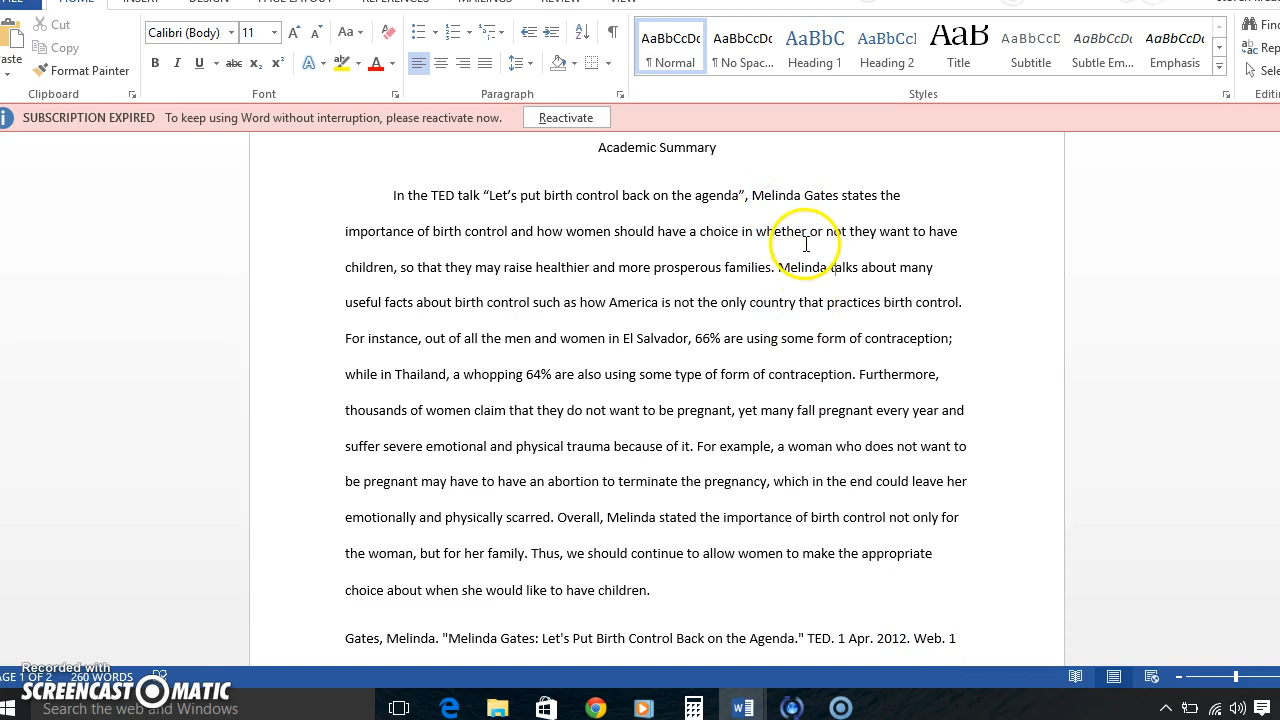 HOME
Cut
Calibri (Body) 11 Aa
AaBbCcDc AaBbCcDc AaBbC AaBbCcl AaB AaBbCcD
Copy
Format Painter
B I U abc x₂ x² A A
¶ Normal ¶ No Spac... Heading 1 Heading 2 Title Subtitle Subtle Em... Emphasis
Clipboard Font Paragraph Styles
SUBSCRIPTION EXPIRED To keep using Word without interruption, please reactivate now. Reactivate
Academic Summary
In the TED talk “Let’s put birth control back on the agenda”, Melinda Gates states the
importance of birth control and how women should have a choice in whether or not they want to have
children, so that they may raise healthier and more prosperous families. Melinda talks about many
useful facts about birth control such as how America is not the only country that practices birth control.
For instance, out of all the men and women in El Salvador, 66% are using some form of contraception;
while in Thailand, a whopping 64% are also using some type of form of contraception. Furthermore,
thousands of women claim that they do not want to be pregnant, yet many fall pregnant every year and
suffer severe emotional and physical trauma because of it. For example, a woman who does not want to
be pregnant may have to have an abortion to terminate the pregnancy, which in the end could leave her
emotionally and physically scarred. Overall, Melinda stated the importance of birth control not only for
the woman, but for her family. Thus, we should continue to allow women to make the appropriate
choice about when she would like to have children.
Gates, Melinda. "Melinda Gates: Let's Put Birth Control Back on the Agenda." TED. 1 Apr. 2012. Web. 1
Recorded with
AGE 1 OF 2 260 WORDS
SCREENCAST MATIC
Search the web and Windows